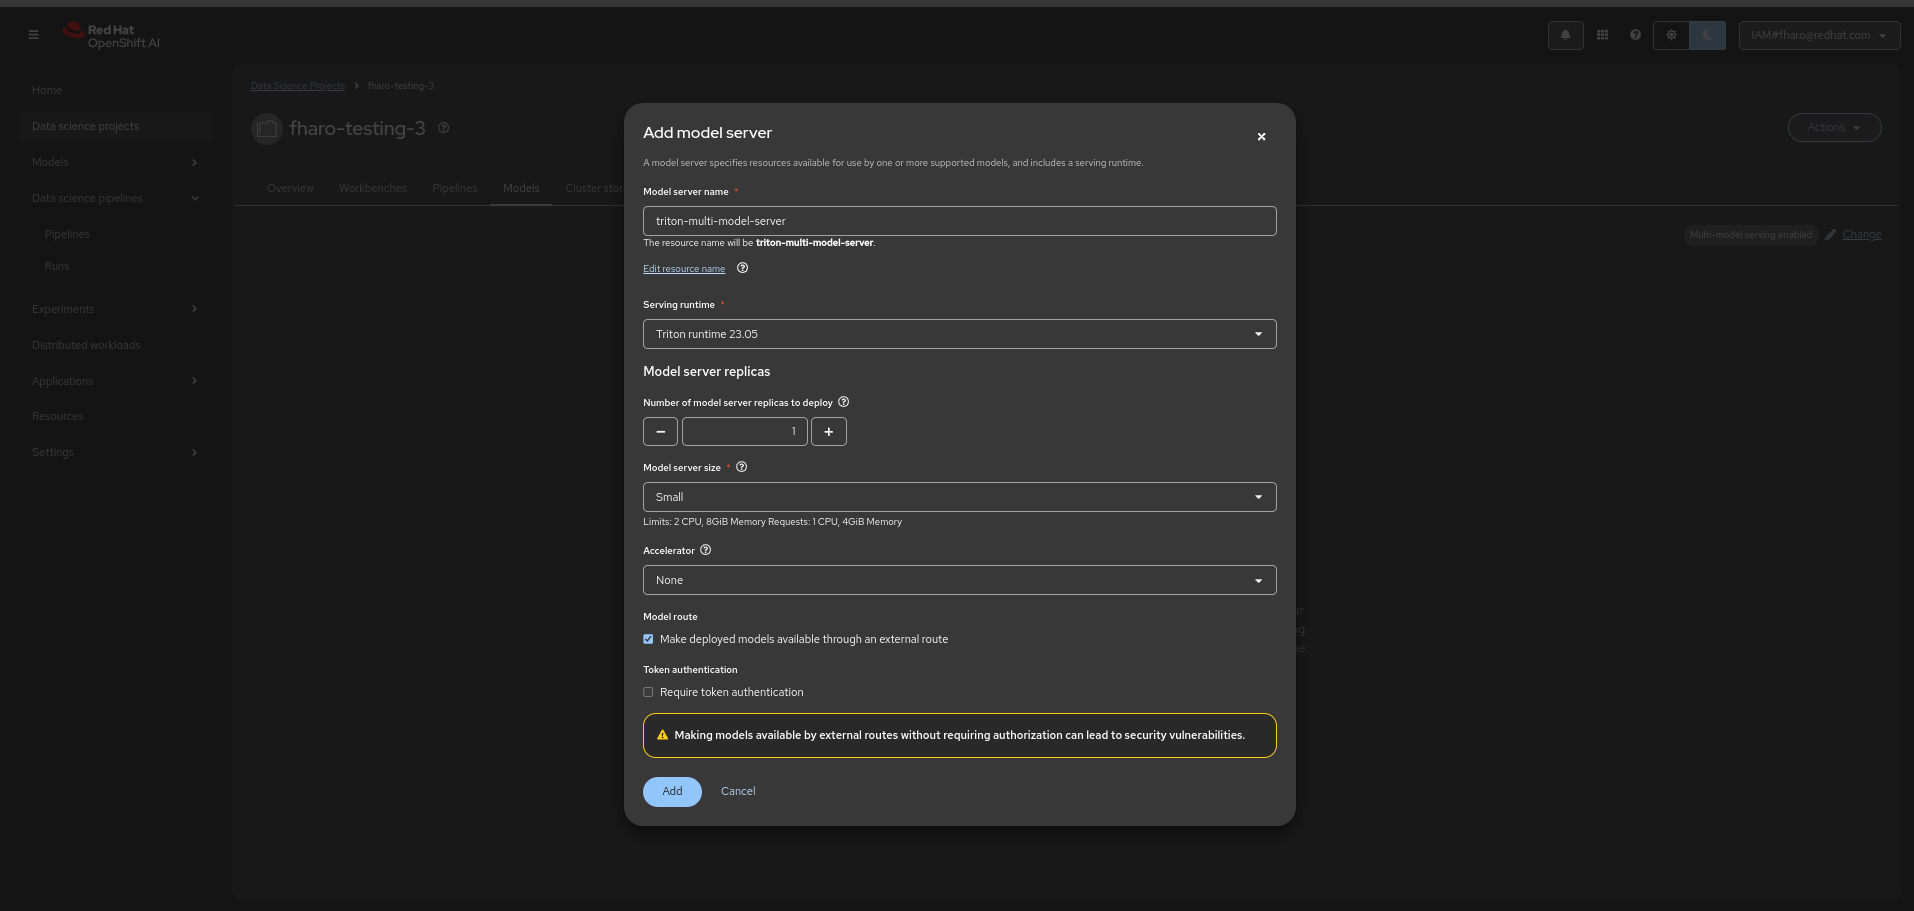 Red Hat
OpenShift AI
IAM#fharo@redhat.com
Home
Data science projects
Models
Data science pipelines
Pipelines
Runs
Experiments
Distributed workloads
Applications
Resources
Settings
Data Science Projects
fharo-testing-3
fharo-testing-3
Actions
Overview
Workbenches
Pipelines
Models
Cluster stor
Multi-model serving enabled
Change
Add model server
A model server specifies resources available for use by one or more supported models, and includes a serving runtime.
Model server name *
triton-multi-model-server
The resource name will be triton-multi-model-server.
Edit resource name
Serving runtime *
Triton runtime 23.05
Model server replicas
Number of model server replicas to deploy
1
Model server size *
Small
Limits: 2 CPU, 8GiB Memory Requests: 1 CPU, 4GiB Memory
Accelerator
None
Model route
Make deployed models available through an external route
Token authentication
Require token authentication
Making models available by external routes without requiring authorization can lead to security vulnerabilities.
Add
Cancel